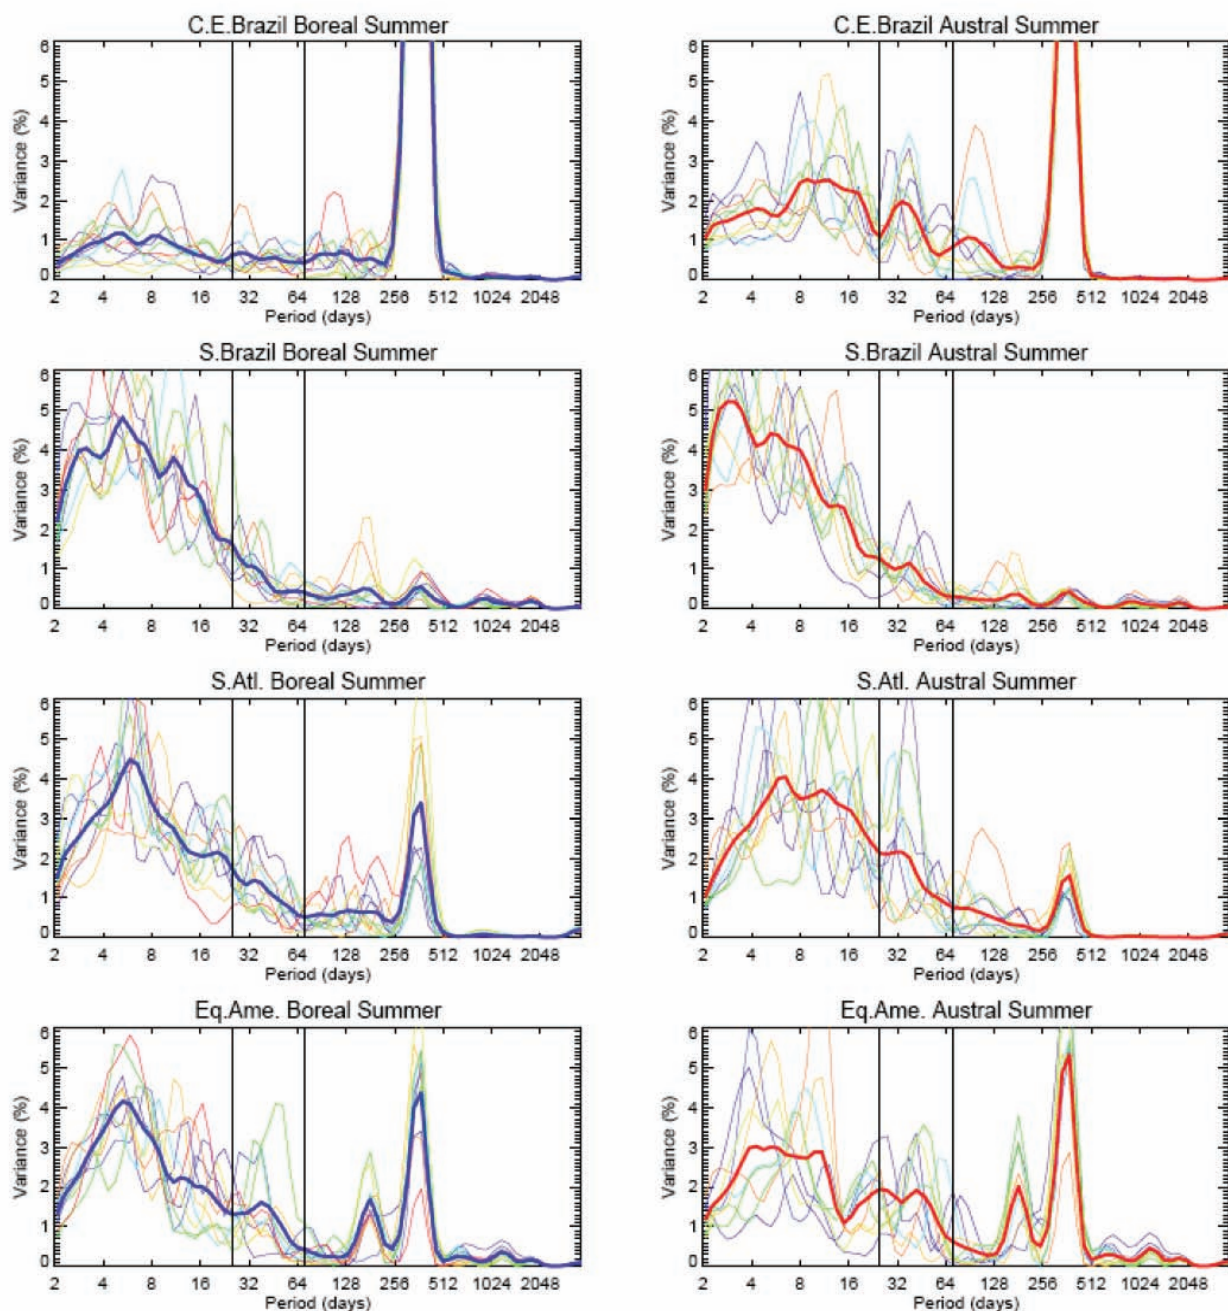 C.E.Brazil Boreal Summer
6
5
4
3
2
1
0
Variance (%)
2 4 8 16 32 64 128 256 512 1024 2048
Period (days)
C.E.Brazil Austral Summer
6
5
4
3
2
1
0
Variance (%)
2 4 8 16 32 64 128 256 512 1024 2048
Period (days)
S.Brazil Boreal Summer
6
5
4
3
2
1
0
Variance (%)
2 4 8 16 32 64 128 256 512 1024 2048
Period (days)
S.Brazil Austral Summer
6
5
4
3
2
1
0
Variance (%)
2 4 8 16 32 64 128 256 512 1024 2048
Period (days)
S.Atl. Boreal Summer
6
5
4
3
2
1
0
Variance (%)
2 4 8 16 32 64 128 256 512 1024 2048
Period (days)
S.Atl. Austral Summer
6
5
4
3
2
1
0
Variance (%)
2 4 8 16 32 64 128 256 512 1024 2048
Period (days)
Eq.Ame. Boreal Summer
6
5
4
3
2
1
0
Variance (%)
2 4 8 16 32 64 128 256 512 1024 2048
Period (days)
Eq.Ame. Austral Summer
6
5
4
3
2
1
0
Variance (%)
2 4 8 16 32 64 128 256 512 1024 2048
Period (days)